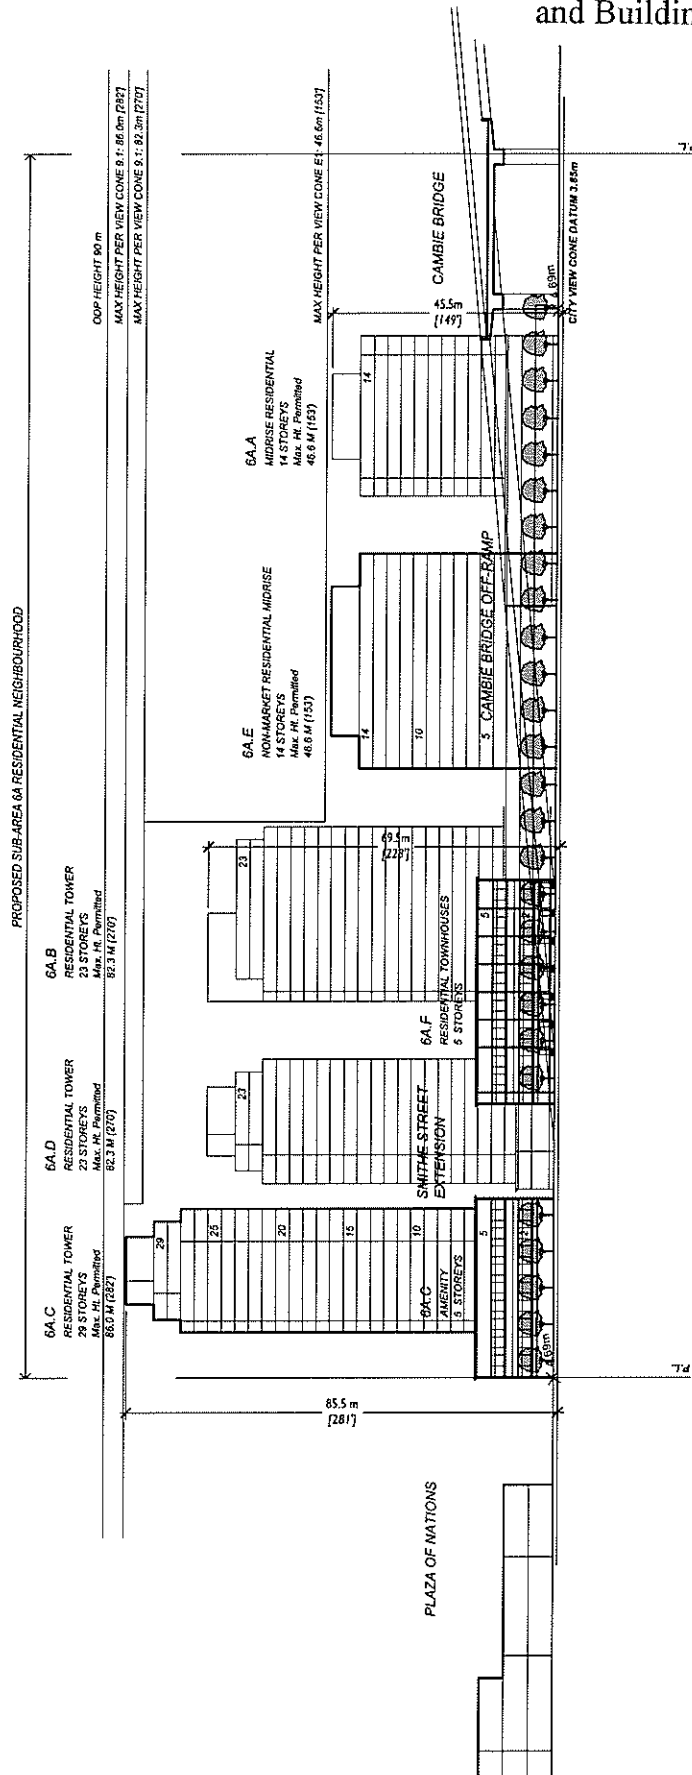 and Buildin
PROPOSED SUB-AREA 6A RESIDENTIAL NEIGHBOURHOOD
ODP HEIGHT 90 m
MAX HEIGHT PER VIEW CONE 9.1: 86.0m [282']
MAX HEIGHT PER VIEW CONE 9.1: 82.3m [270']
MAX HEIGHT PER VIEW CONE E1: 46.6m [153']
6A.C
RESIDENTIAL TOWER
29 STOREYS
Max. Ht. Permitted
86.0 M [282']
6A.D
RESIDENTIAL TOWER
23 STOREYS
Max. Ht. Permitted
82.3 M [270']
6A.B
RESIDENTIAL TOWER
23 STOREYS
Max. Ht. Permitted
82.3 M [270']
6A.E
NON-MARKET RESIDENTIAL MIDRISE
14 STOREYS
Max. Ht. Permitted
46.6 M [153']
6A.A
MIDRISE RESIDENTIAL
14 STOREYS
Max. Ht. Permitted
46.6 M [153']
CAMBIE BRIDGE
45.5m
[149']
69.5m
[228']
85.5 m
[281']
29
25
20
15
10
5
2
23
23
14
10
5
14
5
2
6A.C
AMENITY
5 STOREYS
SMITHE STREET
EXTENSION
6A.F
RESIDENTIAL TOWNHOUSES
5 STOREYS
CAMBIE BRIDGE OFF-RAMP
PLAZA OF NATIONS
4.69m
4.69m
CITY VIEW CONE DATUM 3.85m
P.L.
P.L.